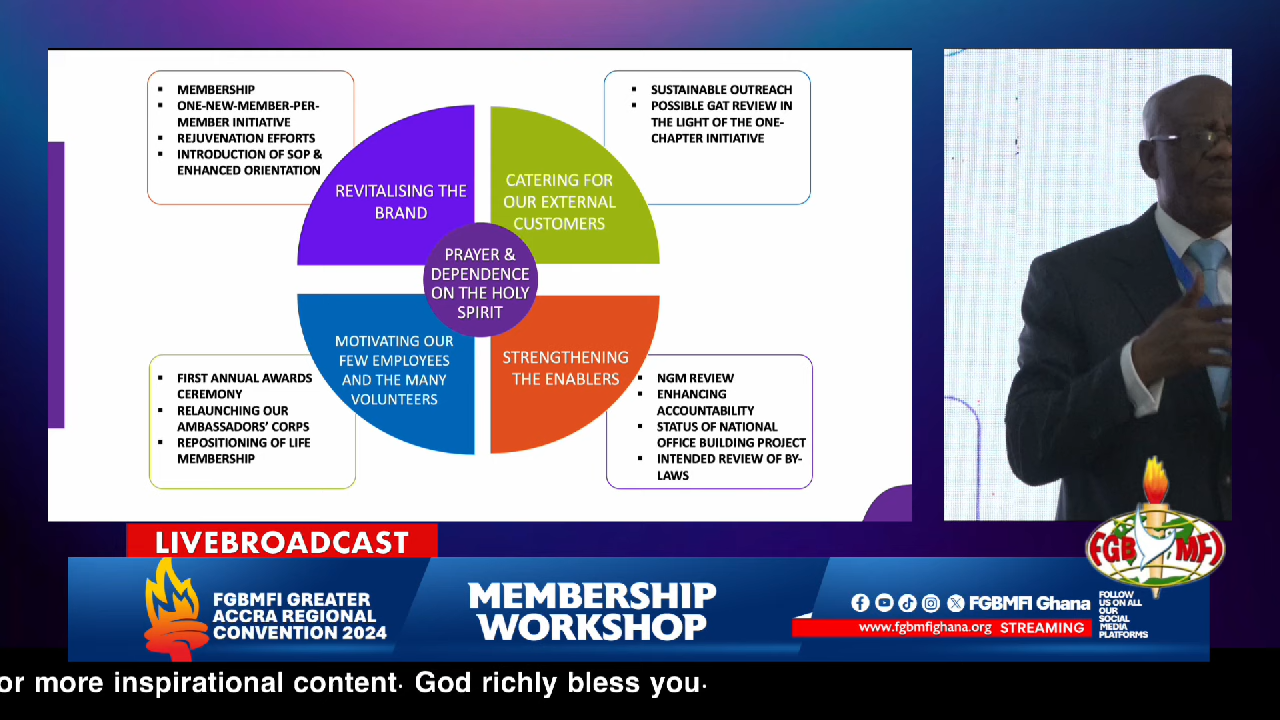 MEMBERSHIP
ONE-NEW-MEMBER-PER-
MEMBER INITIATIVE
REJUVENATION EFFORTS
INTRODUCTION OF SOP &
ENHANCED ORIENTATION
SUSTAINABLE OUTREACH
POSSIBLE GAT REVIEW IN
THE LIGHT OF THE ONE-
CHAPTER INITIATIVE
REVITALISING THE
BRAND
CATERING FOR
OUR EXTERNAL
CUSTOMERS
PRAYER &
DEPENDENCE
ON THE HOLY
SPIRIT
MOTIVATING OUR
FEW EMPLOYEES
AND THE MANY
VOLUNTEERS
STRENGTHENING
THE ENABLERS
FIRST ANNUAL AWARDS
CEREMONY
RELAUNCHING OUR
AMBASSADORS' CORPS
REPOSITIONING OF LIFE
MEMBERSHIP
NGM REVIEW
ENHANCING
ACCOUNTABILITY
STATUS OF NATIONAL
OFFICE BUILDING PROJECT
INTENDED REVIEW OF BY-
LAWS
LIVEBROADCAST
FGBMFI GREATER
ACCRA REGIONAL
CONVENTION 2024
MEMBERSHIP
WORKSHOP
FGBMFI Ghana
www.fgbmfighana.org STREAMING
FGB MFI
FOLLOW
US ON ALL
OUR
SOCIAL
MEDIA
PLATFORMS
or more inspirational content. God richly bless you.